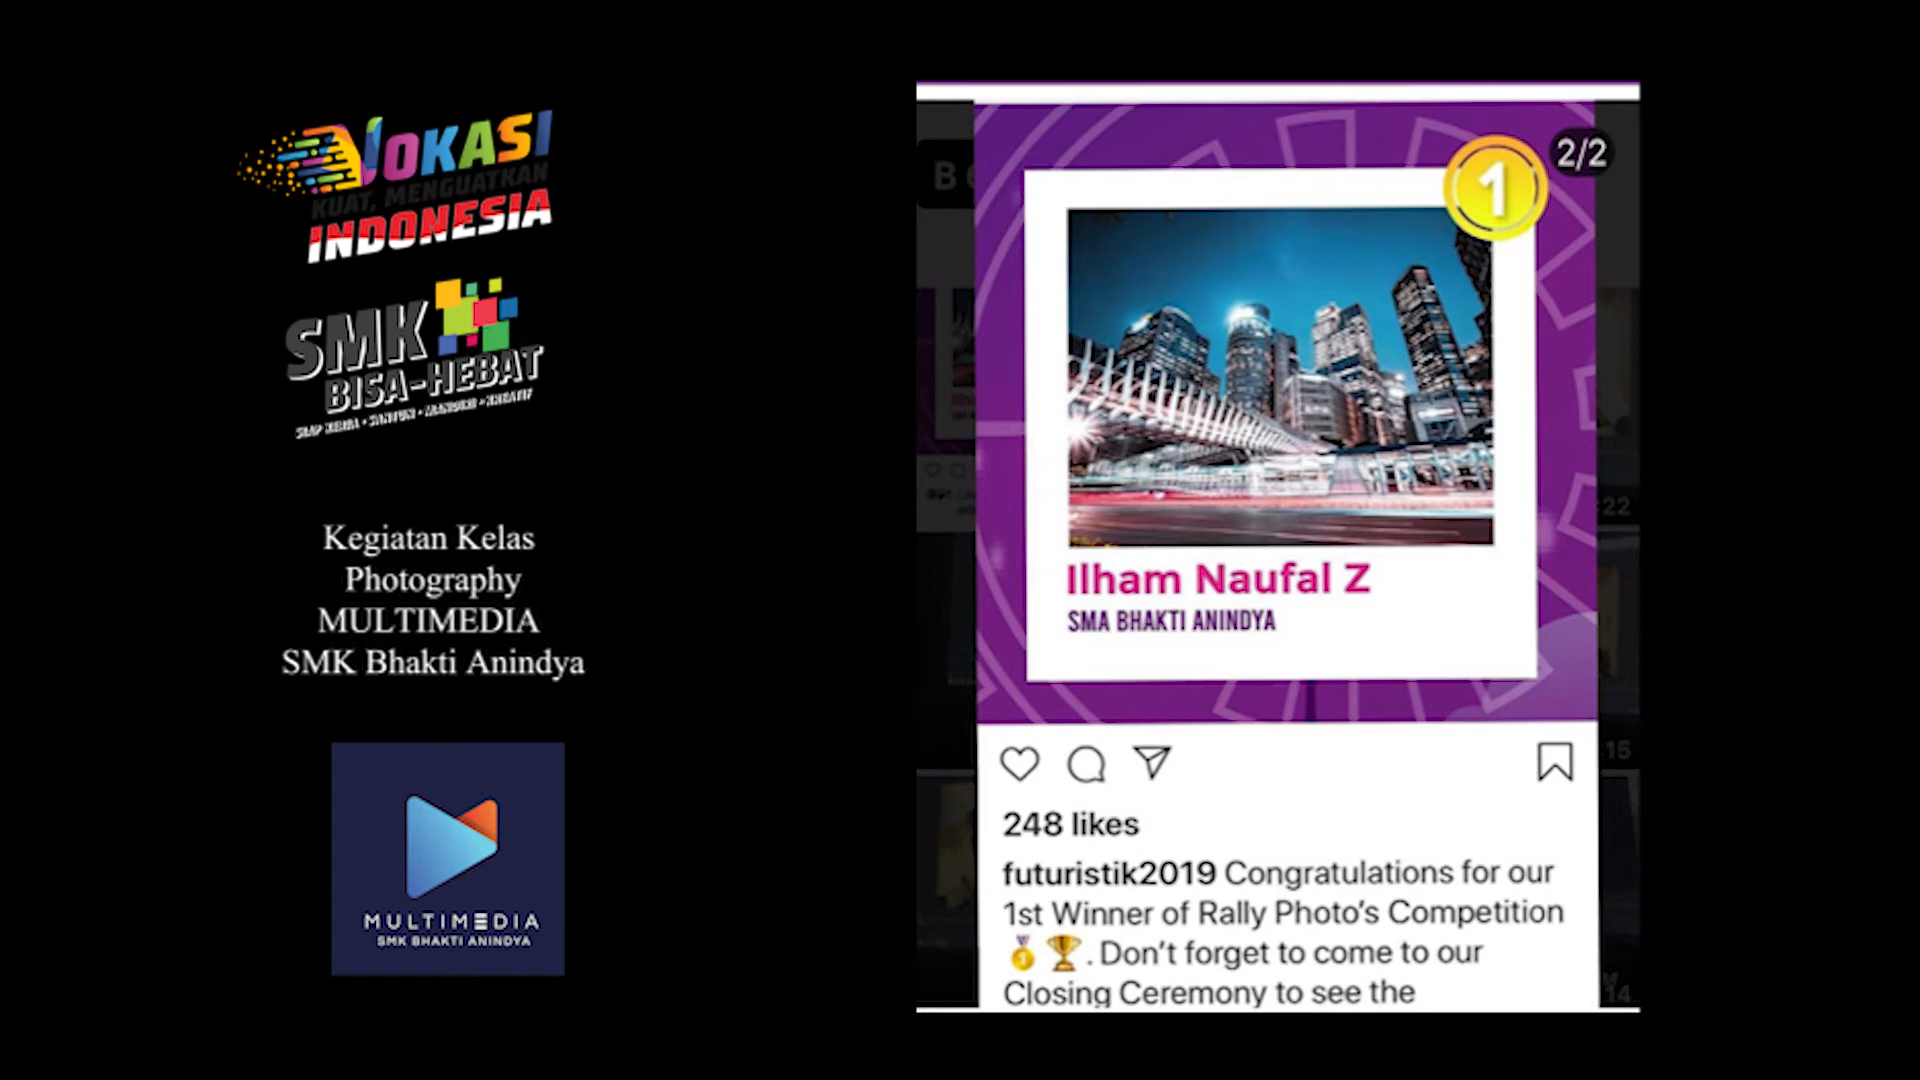 VOKASI
KUAT, MENGUATKAN
INDONESIA
SMK
BISA-HEBAT
Kegiatan Kelas
Photography
MULTIMEDIA
SMK Bhakti Anindya
MULTIMEDIA
SMK BHAKTI ANINDYA
2/2
1
Ilham Naufal Z
SMA BHAKTI ANINDYA
248 likes
futuristik2019 Congratulations for our
1st Winner of Rally Photo's Competition
🥇🏆. Don't forget to come to our
Closing Ceremony to see the